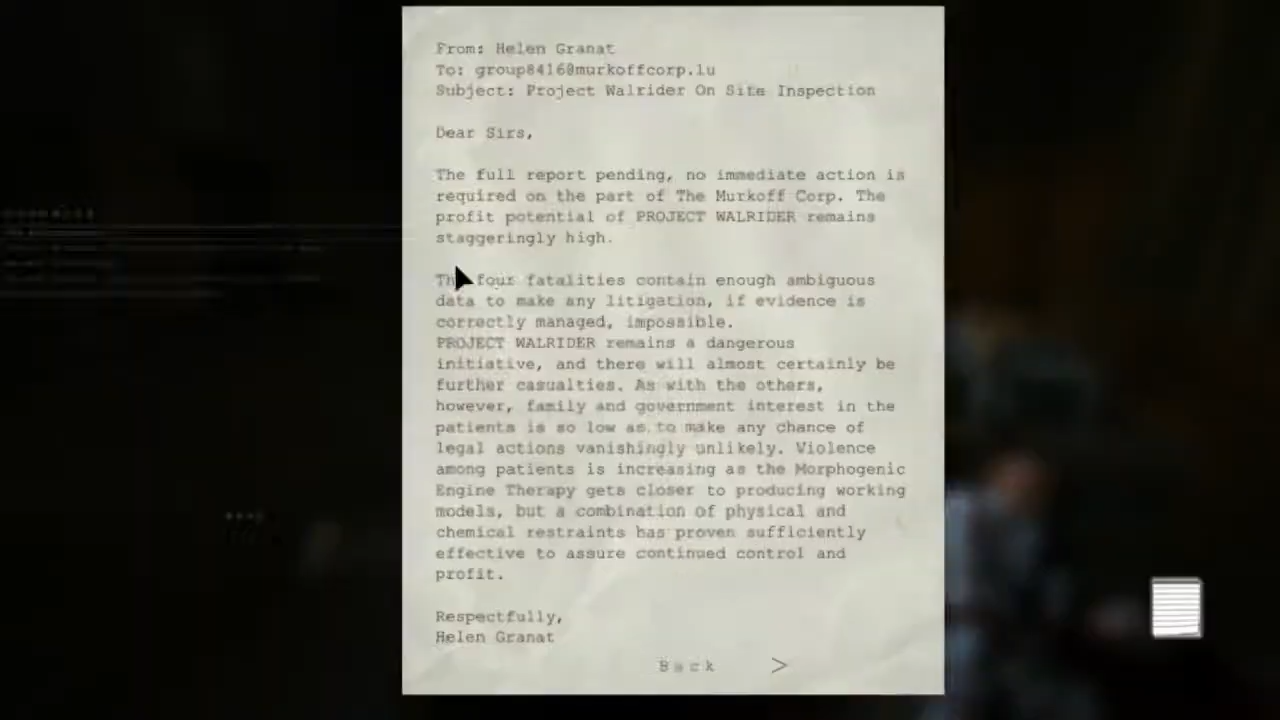 From: Helen Granat
To: group8416@murkoffcorp.lu
Subject: Project Walrider On Site Inspection
Dear Sirs,
The full report pending, no immediate action is
required on the part of The Murkoff Corp. The
profit potential of PROJECT WALRIDER remains
staggeringly high.
The four fatalities contain enough ambiguous
data to make any litigation, if evidence is
correctly managed, impossible.
PROJECT WALRIDER remains a dangerous
initiative, and there will almost certainly be
further casualties. As with the others,
however, family and government interest in the
patients is so low as to make any chance of
legal actions vanishingly unlikely. Violence
among patients is increasing as the Morphogenic
Engine Therapy gets closer to producing working
models, but a combination of physical and
chemical restraints has proven sufficiently
effective to assure continued control and
profit.
Respectfully,
Helen Granat
Back >